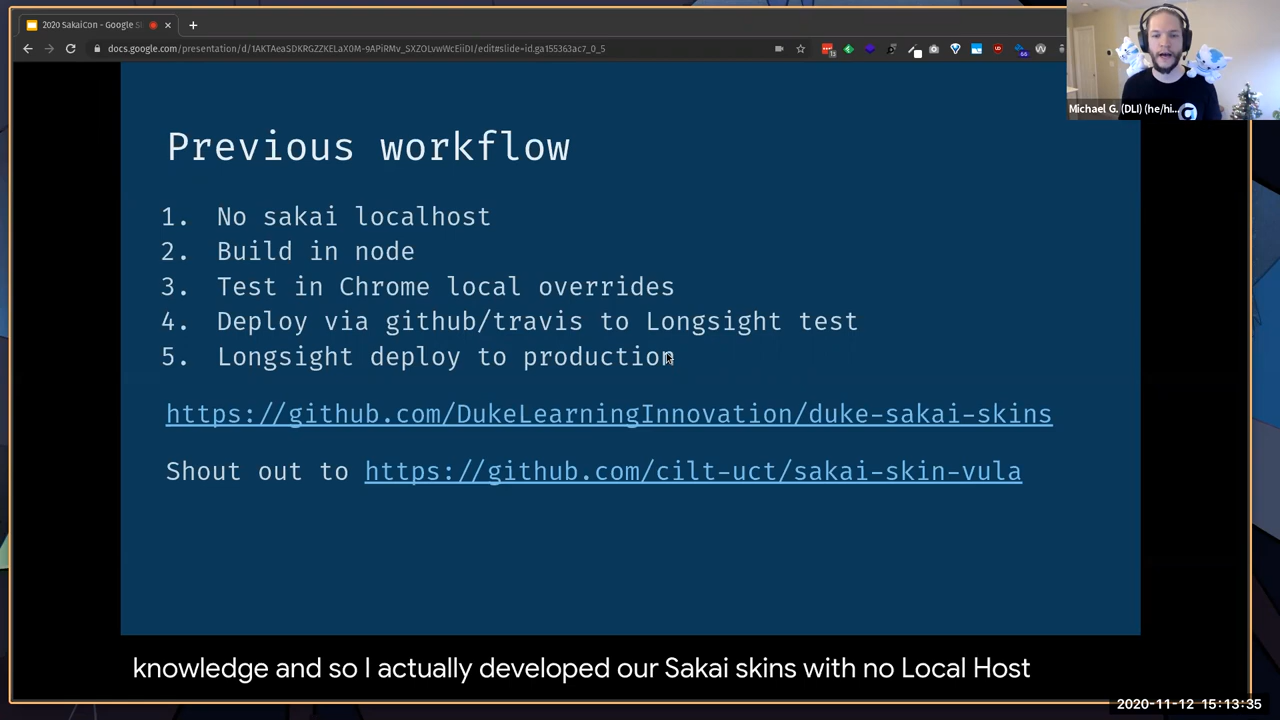 2020 SakaiCon - Google S
docs.google.com/presentation/d/1AKTAeaSDKRGZZKELaX0M-9APiRMv_SXZOLvwWcEiiDI/edit#slide=id.ga155363ac7_0_5
Michael G. (DLI) (he/hi...
Previous workflow
1. No sakai localhost
2. Build in node
3. Test in Chrome local overrides
4. Deploy via github/travis to Longsight test
5. Longsight deploy to production
https://github.com/DukeLearningInnovation/duke-sakai-skins
Shout out to https://github.com/cilt-uct/sakai-skin-vula
knowledge and so I actually developed our Sakai skins with no Local Host
2020-11-12 15:13:35